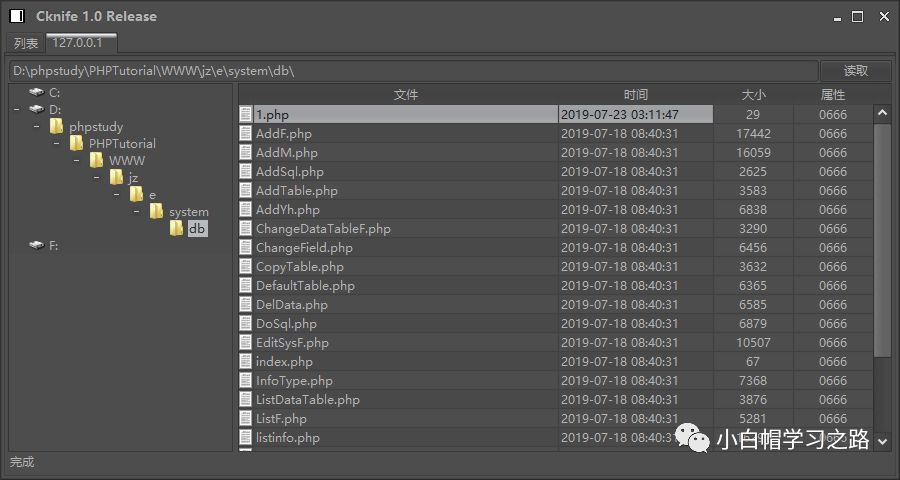 Cknife 1.0 Release
列表 127.0.0.1
D:\phpstudy\PHPTutorial\WWW\jz\e\system\db\ 读取
C:
D:
phpstudy
PHPTutorial
WWW
jz
e
system
db
F:
文件 时间 大小 属性
1.php 2019-07-23 03:11:47 29 0666
AddF.php 2019-07-18 08:40:31 17442 0666
AddM.php 2019-07-18 08:40:31 16059 0666
AddSql.php 2019-07-18 08:40:31 2625 0666
AddTable.php 2019-07-18 08:40:31 3583 0666
AddYh.php 2019-07-18 08:40:31 6838 0666
ChangeDataTableF.php 2019-07-18 08:40:31 3290 0666
ChangeField.php 2019-07-18 08:40:31 6456 0666
CopyTable.php 2019-07-18 08:40:31 3632 0666
DefaultTable.php 2019-07-18 08:40:31 6365 0666
DelData.php 2019-07-18 08:40:31 6585 0666
DoSql.php 2019-07-18 08:40:31 6879 0666
EditSysF.php 2019-07-18 08:40:31 10507 0666
index.php 2019-07-18 08:40:31 67 0666
InfoType.php 2019-07-18 08:40:31 7368 0666
ListDataTable.php 2019-07-18 08:40:31 3876 0666
ListF.php 2019-07-18 08:40:31 5281 0666
listinfo.php 2019-07-18 08:40:31
小白帽学习之路
完成